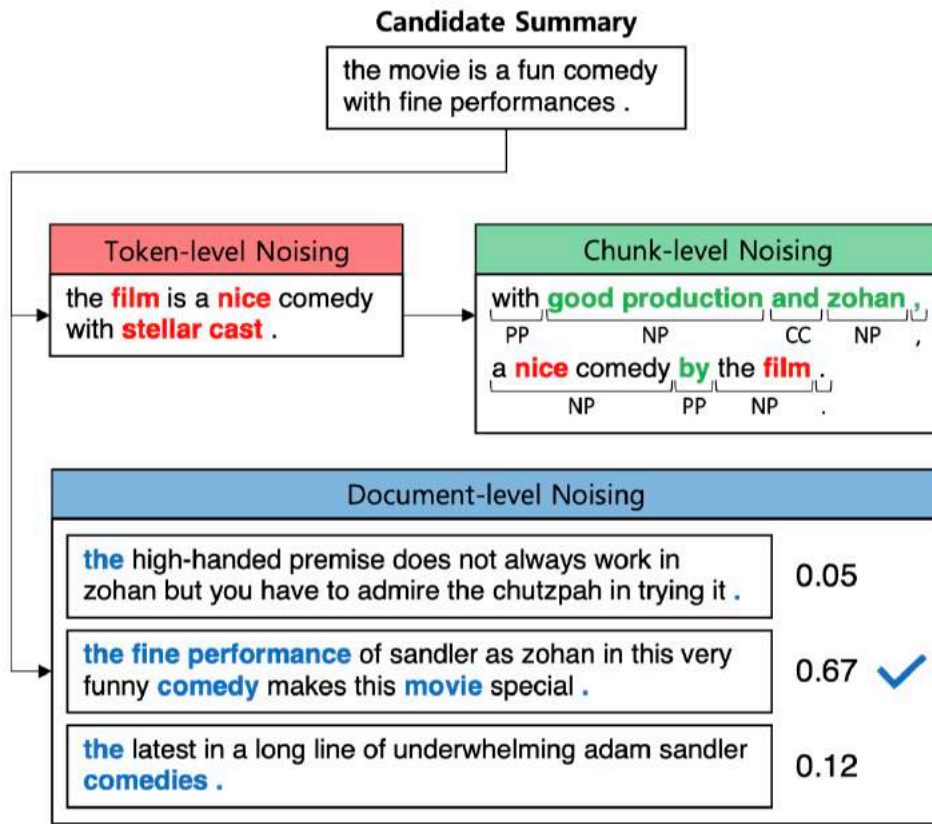 Candidate Summary
the movie is a fun comedy
with fine performances .
Token-level Noising
the film is a nice comedy
with stellar cast .
Chunk-level Noising
with good production and zohan ,
PP NP CC NP ,
a nice comedy by the film .
NP PP NP .
Document-level Noising
the high-handed premise does not always work in
zohan but you have to admire the chutzpah in trying it .
0.05
the fine performance of sandler as zohan in this very
funny comedy makes this movie special .
0.67
the latest in a long line of underwhelming adam sandler
comedies .
0.12